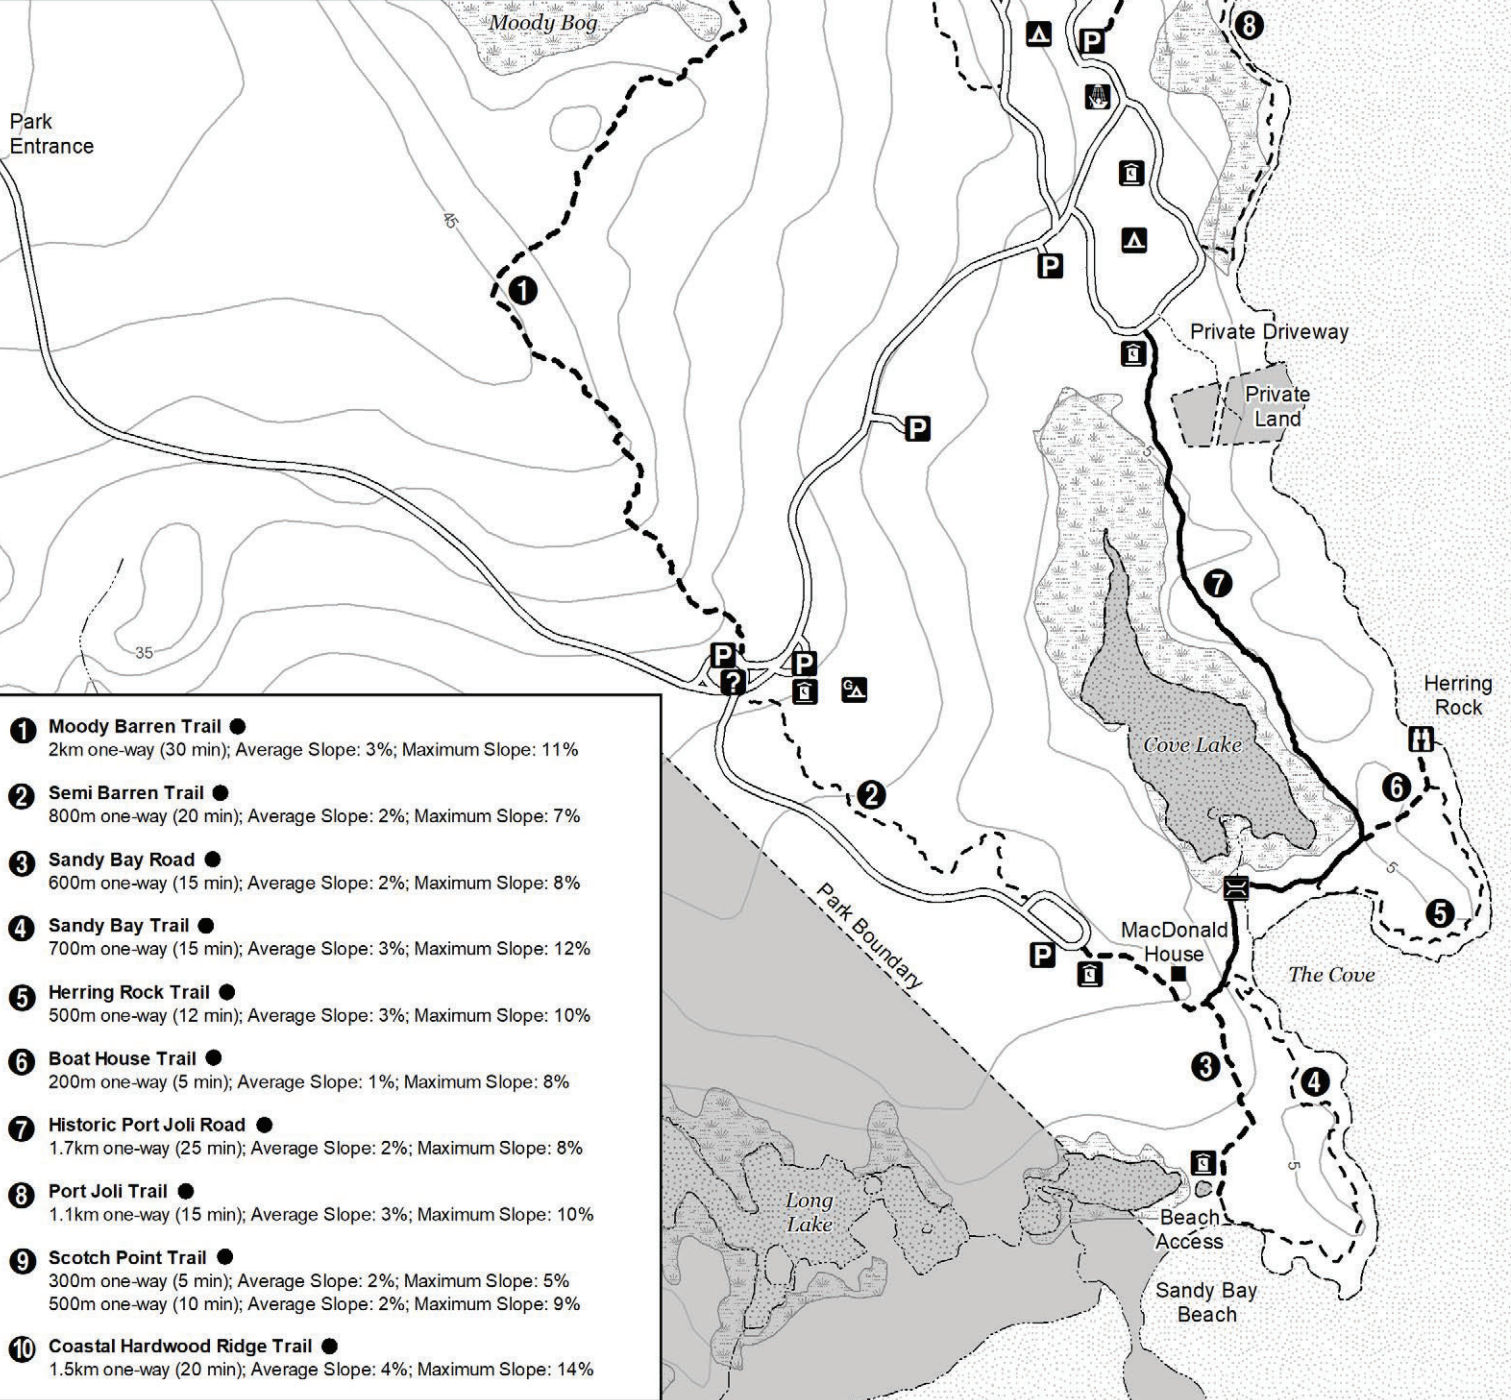 Moody Bog
8
P
Park
Entrance
45
1
P
Private Driveway
Private
Land
P
5
7
35
P
P
?
G
Herring
Rock
Cove Lake
6
2
5
5
Park Boundary
MacDonald
House
P
The Cove
3
4
5
Long
Lake
Beach
Access
Sandy Bay
Beach
1 Moody Barren Trail
2km one-way (30 min); Average Slope: 3%; Maximum Slope: 11%
2 Semi Barren Trail
800m one-way (20 min); Average Slope: 2%; Maximum Slope: 7%
3 Sandy Bay Road
600m one-way (15 min); Average Slope: 2%; Maximum Slope: 8%
4 Sandy Bay Trail
700m one-way (15 min); Average Slope: 3%; Maximum Slope: 12%
5 Herring Rock Trail
500m one-way (12 min); Average Slope: 3%; Maximum Slope: 10%
6 Boat House Trail
200m one-way (5 min); Average Slope: 1%; Maximum Slope: 8%
7 Historic Port Joli Road
1.7km one-way (25 min); Average Slope: 2%; Maximum Slope: 8%
8 Port Joli Trail
1.1km one-way (15 min); Average Slope: 3%; Maximum Slope: 10%
9 Scotch Point Trail
300m one-way (5 min); Average Slope: 2%; Maximum Slope: 5%
500m one-way (10 min); Average Slope: 2%; Maximum Slope: 9%
10 Coastal Hardwood Ridge Trail
1.5km one-way (20 min); Average Slope: 4%; Maximum Slope: 14%